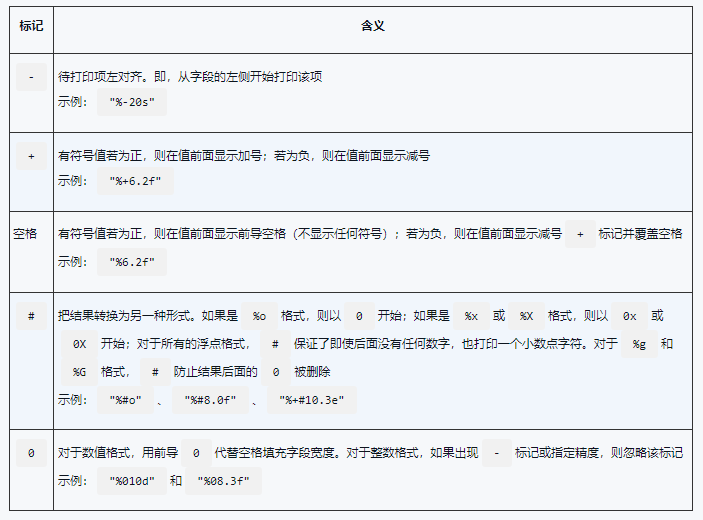 标记 含义
- 待打印项左对齐。即，从字段的左侧开始打印该项
示例： "%-20s"
+ 有符号值若为正，则在值前面显示加号；若为负，则在值前面显示减号
示例： "%+6.2f"
空格 有符号值若为正，则在值前面显示前导空格（不显示任何符号）；若为负，则在值前面显示减号 + 标记并覆盖空格
示例： "%6.2f"
# 把结果转换为另一种形式。如果是 %o 格式，则以 0 开始；如果是 %x 或 %X 格式，则以 0x 或
0X 开始；对于所有的浮点格式， # 保证了即使后面没有任何数字，也打印一个小数点字符。对于 %g 和
%G 格式， # 防止结果后面的 0 被删除
示例： "%#o" 、 "%#8.0f" 、 "%+#10.3e"
0 对于数值格式，用前导 0 代替空格填充字段宽度。对于整数格式，如果出现 - 标记或指定精度，则忽略该标记
示例： "%010d" 和 "%08.3f"